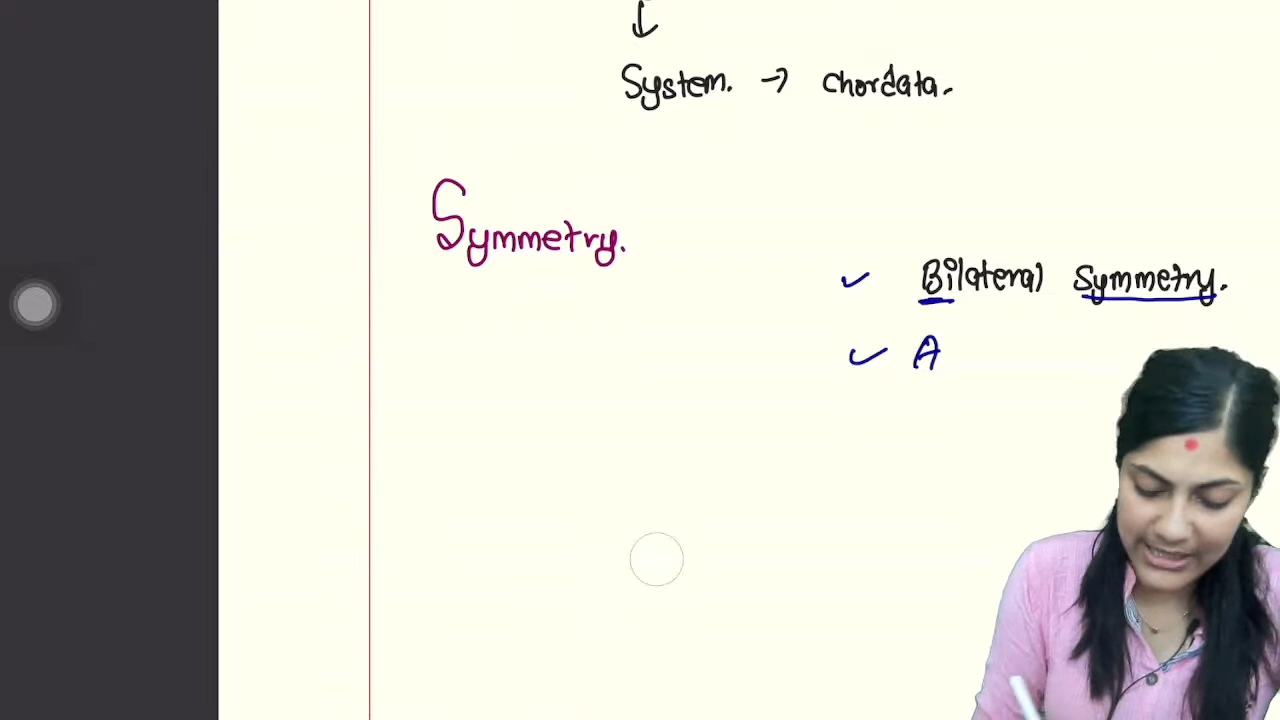 System. → Chordata.
Symmetry.
✓ Bilateral Symmetry.
✓ A